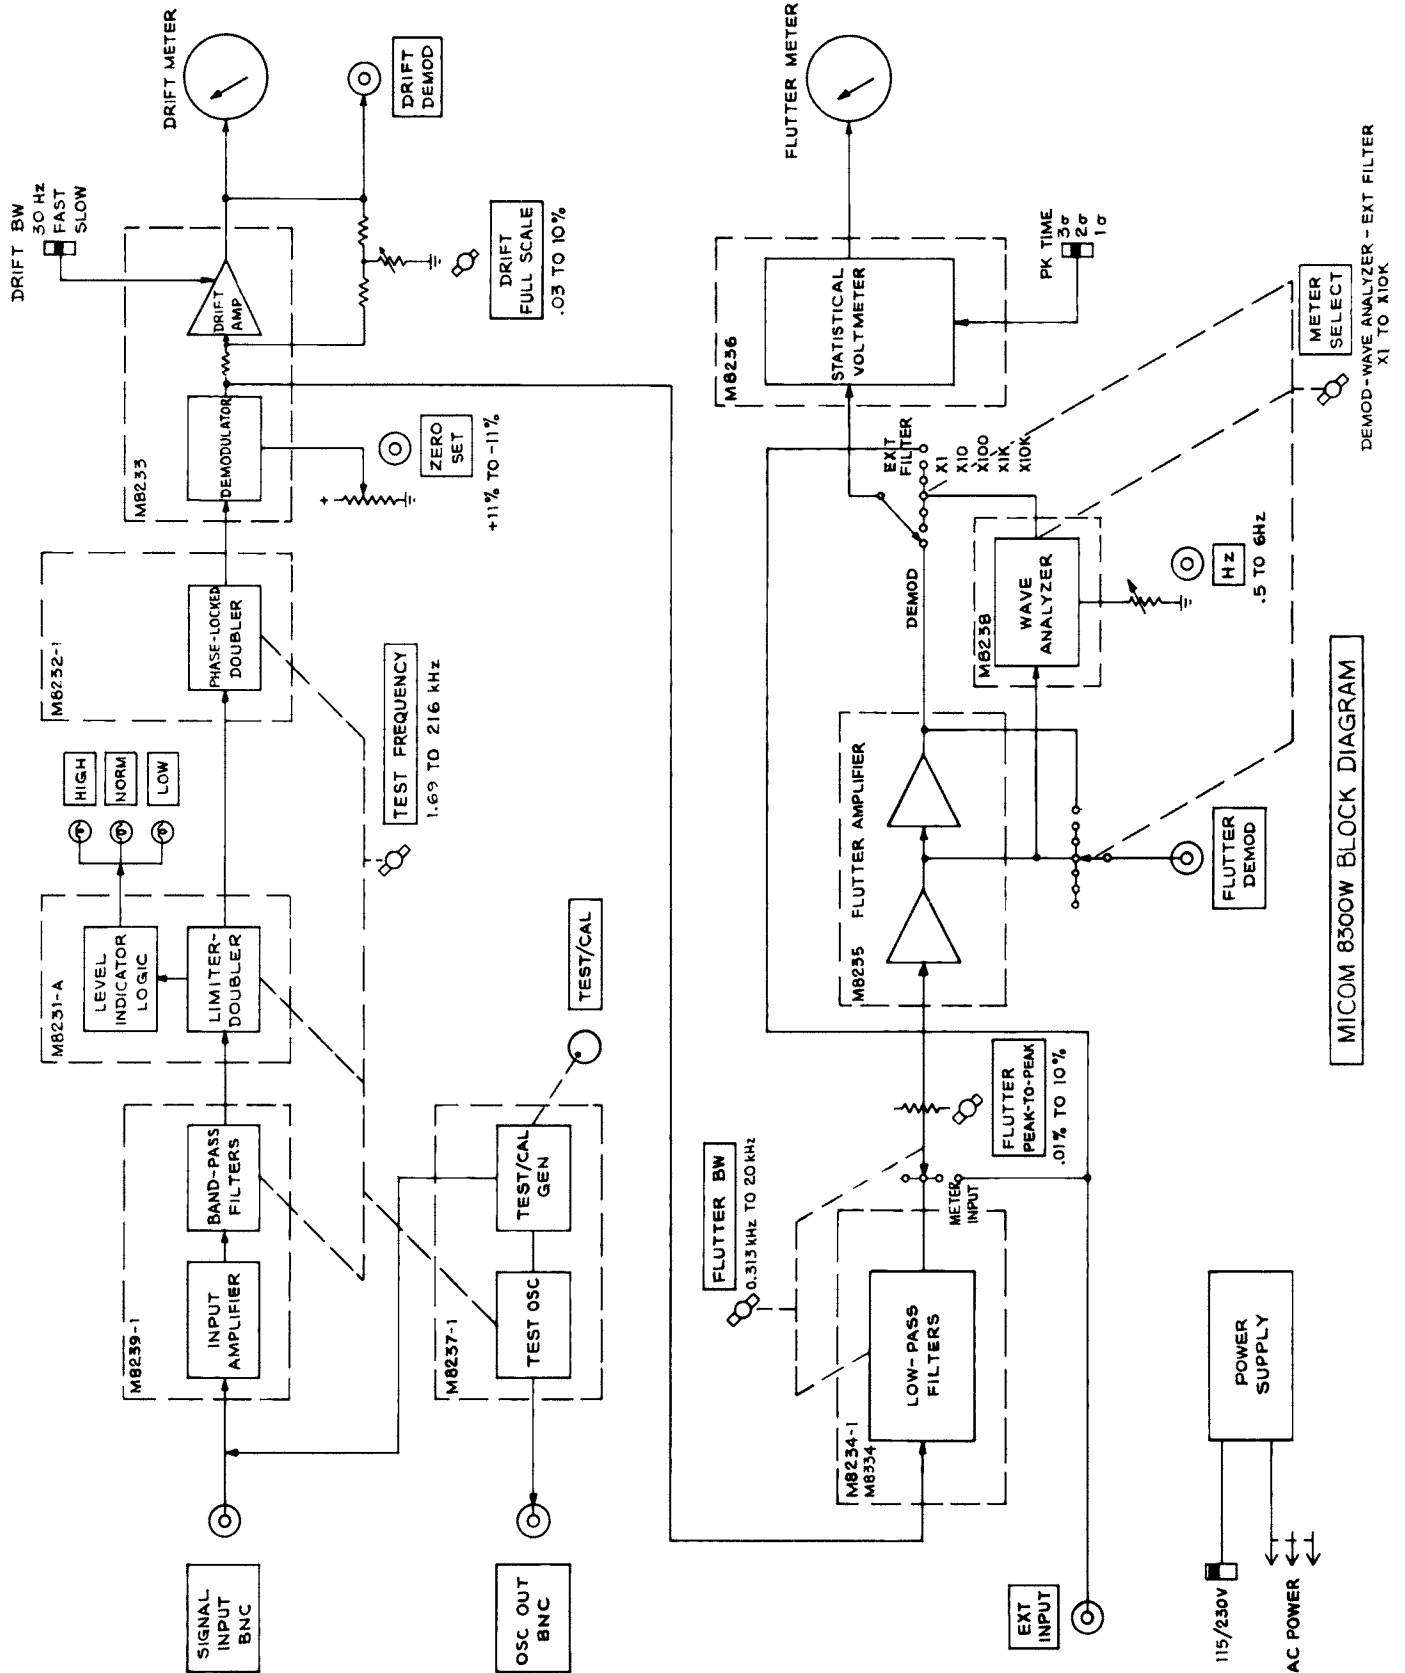 DRIFT BW
30 Hz
FAST
SLOW
DRIFT METER
DRIFT
DEMOD
DRIFT
AMP
DRIFT
FULL SCALE
.03 TO 10%
M8233
DEMODULATOR
+
ZERO
SET
+11% TO -11%
M8232-1
PHASE-LOCKED
DOUBLER
TEST FREQUENCY
1.69 TO 216 kHz
HIGH
NORM
LOW
M8231-A
LEVEL
INDICATOR
LOGIC
LIMITER-
DOUBLER
TEST/CAL
M8239-1
INPUT
AMPLIFIER
BAND-PASS
FILTERS
M8237-1
TEST OSC
TEST/CAL
GEN
SIGNAL
INPUT
BNC
OSC OUT
BNC
FLUTTER METER
M8236
STATISTICAL
VOLTMETER
PK TIME
3σ
2σ
1σ
METER
SELECT
DEMOD-WAVE ANALYZER - EXT FILTER
X1 TO X10K
EXT
FILTER
X1
X10
X100
X1K
X10K
DEMOD
M8238
WAVE
ANALYZER
Hz
.5 TO 6Hz
M8235 FLUTTER AMPLIFIER
FLUTTER
DEMOD
FLUTTER
PEAK-TO-PEAK
.01% TO 10%
FLUTTER BW
0.313 kHz TO 20 kHz
METER
INPUT
M8234-1
M8334
LOW-PASS
FILTERS
EXT
INPUT
POWER
SUPPLY
115/230V
AC POWER
MICOM 8300W BLOCK DIAGRAM